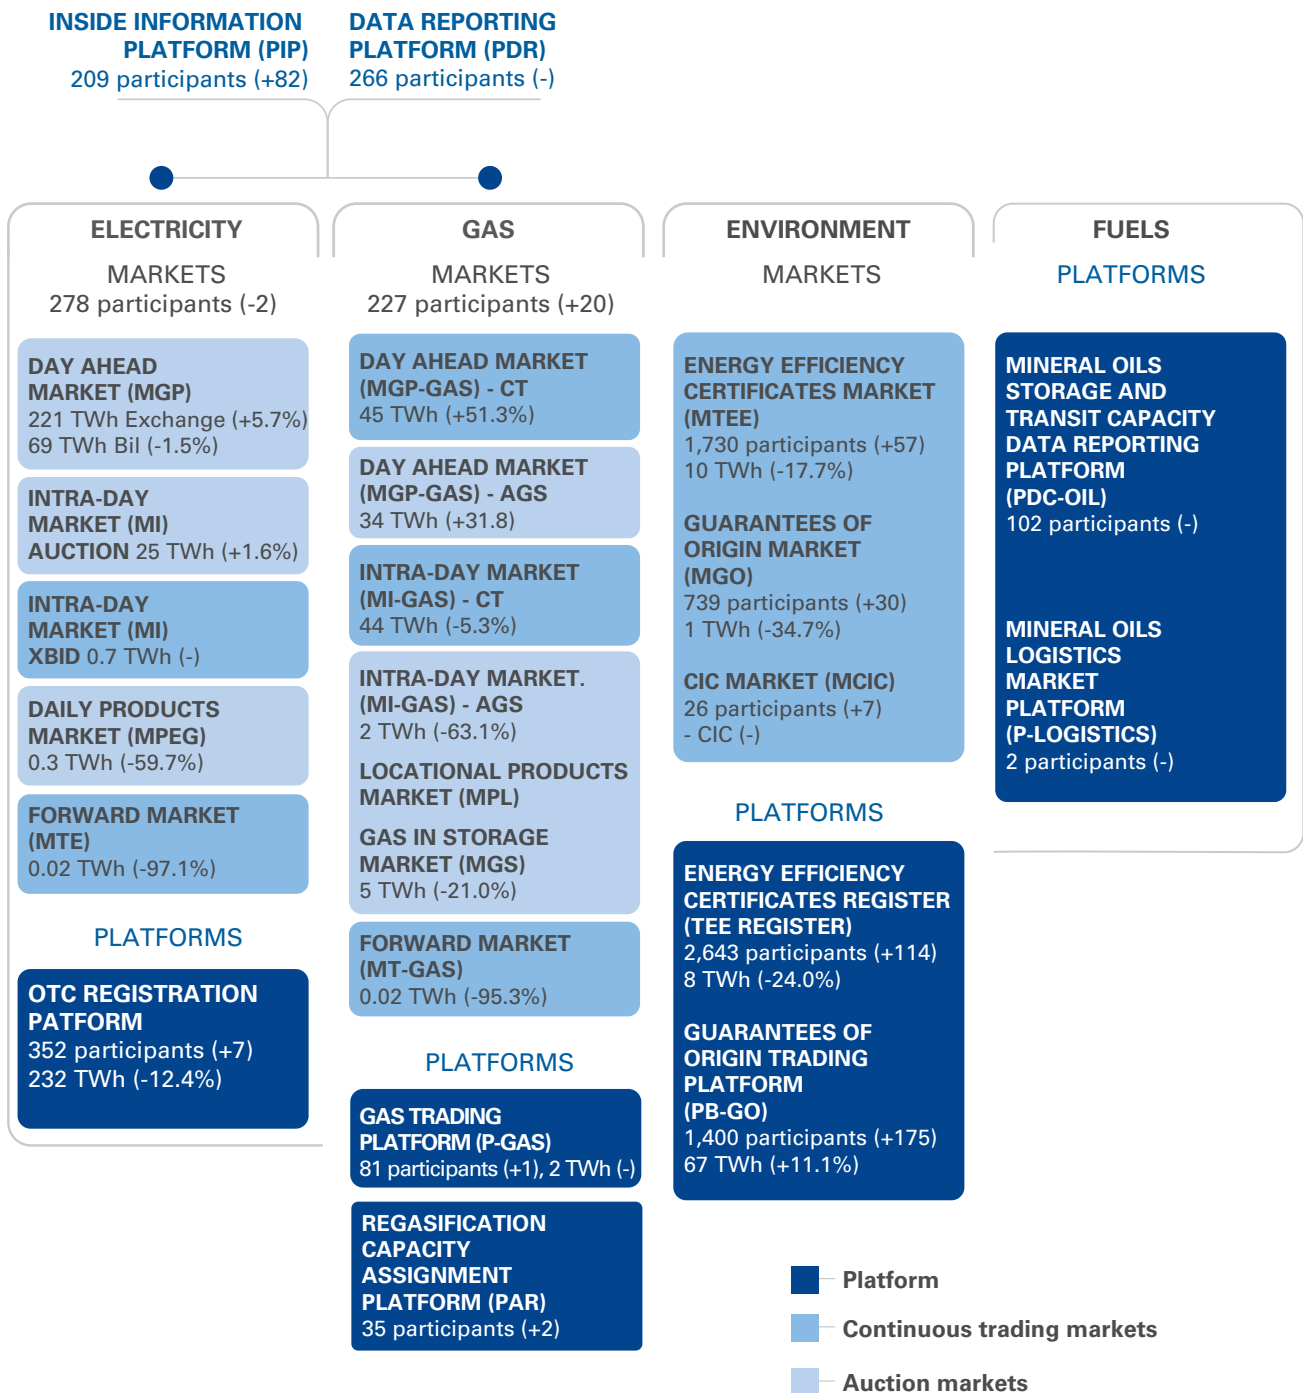 INSIDE INFORMATION
PLATFORM (PIP)
209 participants (+82)
DATA REPORTING
PLATFORM (PDR)
266 participants (-)
ELECTRICITY
MARKETS
278 participants (-2)
DAY AHEAD
MARKET (MGP)
221 TWh Exchange (+5.7%)
69 TWh Bil (-1.5%)
INTRA-DAY
MARKET (MI)
AUCTION 25 TWh (+1.6%)
INTRA-DAY
MARKET (MI)
XBID 0.7 TWh (-)
DAILY PRODUCTS
MARKET (MPEG)
0.3 TWh (-59.7%)
FORWARD MARKET
(MTE)
0.02 TWh (-97.1%)
PLATFORMS
OTC REGISTRATION
PATFORM
352 participants (+7)
232 TWh (-12.4%)
GAS
MARKETS
227 participants (+20)
DAY AHEAD MARKET
(MGP-GAS) - CT
45 TWh (+51.3%)
DAY AHEAD MARKET
(MGP-GAS) - AGS
34 TWh (+31.8)
INTRA-DAY MARKET
(MI-GAS) - CT
44 TWh (-5.3%)
INTRA-DAY MARKET.
(MI-GAS) - AGS
2 TWh (-63.1%)
LOCATIONAL PRODUCTS
MARKET (MPL)
GAS IN STORAGE
MARKET (MGS)
5 TWh (-21.0%)
FORWARD MARKET
(MT-GAS)
0.02 TWh (-95.3%)
PLATFORMS
GAS TRADING
PLATFORM (P-GAS)
81 participants (+1), 2 TWh (-)
REGASIFICATION
CAPACITY
ASSIGNMENT
PLATFORM (PAR)
35 participants (+2)
ENVIRONMENT
MARKETS
ENERGY EFFICIENCY
CERTIFICATES MARKET
(MTEE)
1,730 participants (+57)
10 TWh (-17.7%)
GUARANTEES OF
ORIGIN MARKET
(MGO)
739 participants (+30)
1 TWh (-34.7%)
CIC MARKET (MCIC)
26 participants (+7)
- CIC (-)
PLATFORMS
ENERGY EFFICIENCY
CERTIFICATES REGISTER
(TEE REGISTER)
2,643 participants (+114)
8 TWh (-24.0%)
GUARANTEES OF
ORIGIN TRADING
PLATFORM
(PB-GO)
1,400 participants (+175)
67 TWh (+11.1%)
FUELS
PLATFORMS
MINERAL OILS
STORAGE AND
TRANSIT CAPACITY
DATA REPORTING
PLATFORM
(PDC-OIL)
102 participants (-)
MINERAL OILS
LOGISTICS
MARKET
PLATFORM
(P-LOGISTICS)
2 participants (-)
Platform
Continuous trading markets
Auction markets